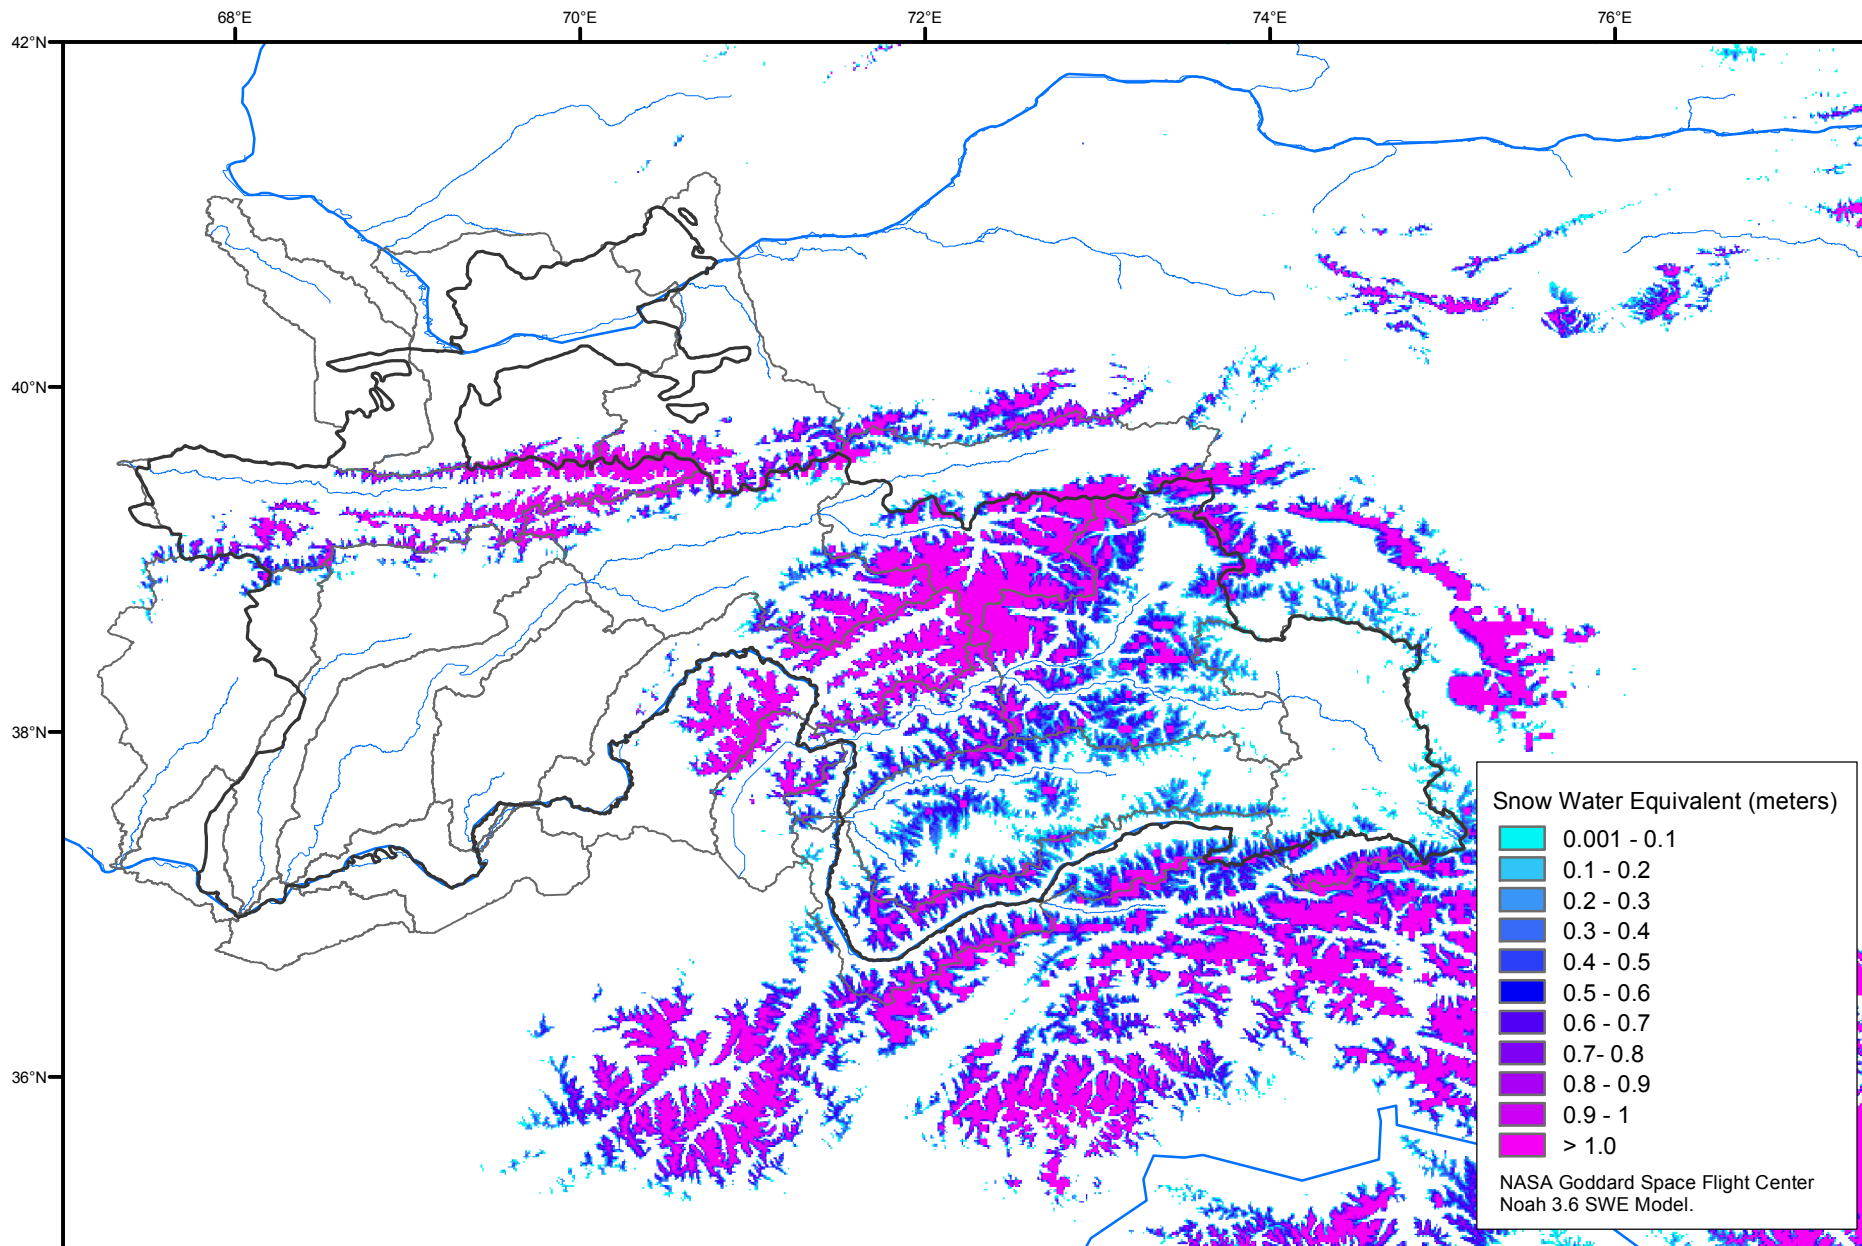 68°E 70°E 72°E 74°E 76°E
42°N
40°N
38°N
36°N
Snow Water Equivalent (meters)
0.001 - 0.1
0.1 - 0.2
0.2 - 0.3
0.3 - 0.4
0.4 - 0.5
0.5 - 0.6
0.6 - 0.7
0.7- 0.8
0.8 - 0.9
0.9 - 1
> 1.0
NASA Goddard Space Flight Center
Noah 3.6 SWE Model.